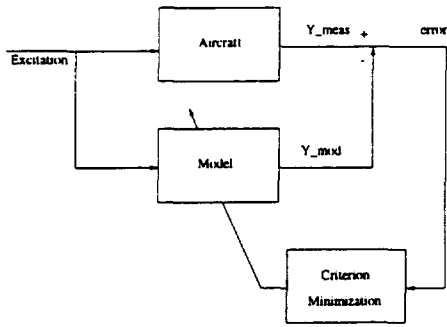 Y_meas + error
Aircraft
Excitation
-
Model
Y_mod
Criterion
Minimization